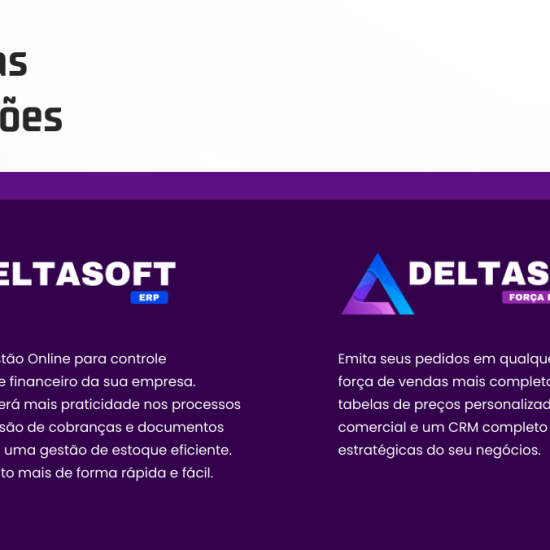 as
ões
ELTASOFT
ERP
tão Online para controle
e financeiro da sua empresa.
erá mais praticidade nos processos
são de cobranças e documentos
uma gestão de estoque eficiente.
to mais de forma rápida e fácil.
DELTAS
FORÇA
Emita seus pedidos em qualque
força de vendas mais completa
tabelas de preços personalizad
comercial e um CRM completo
estratégicas do seu negócios.